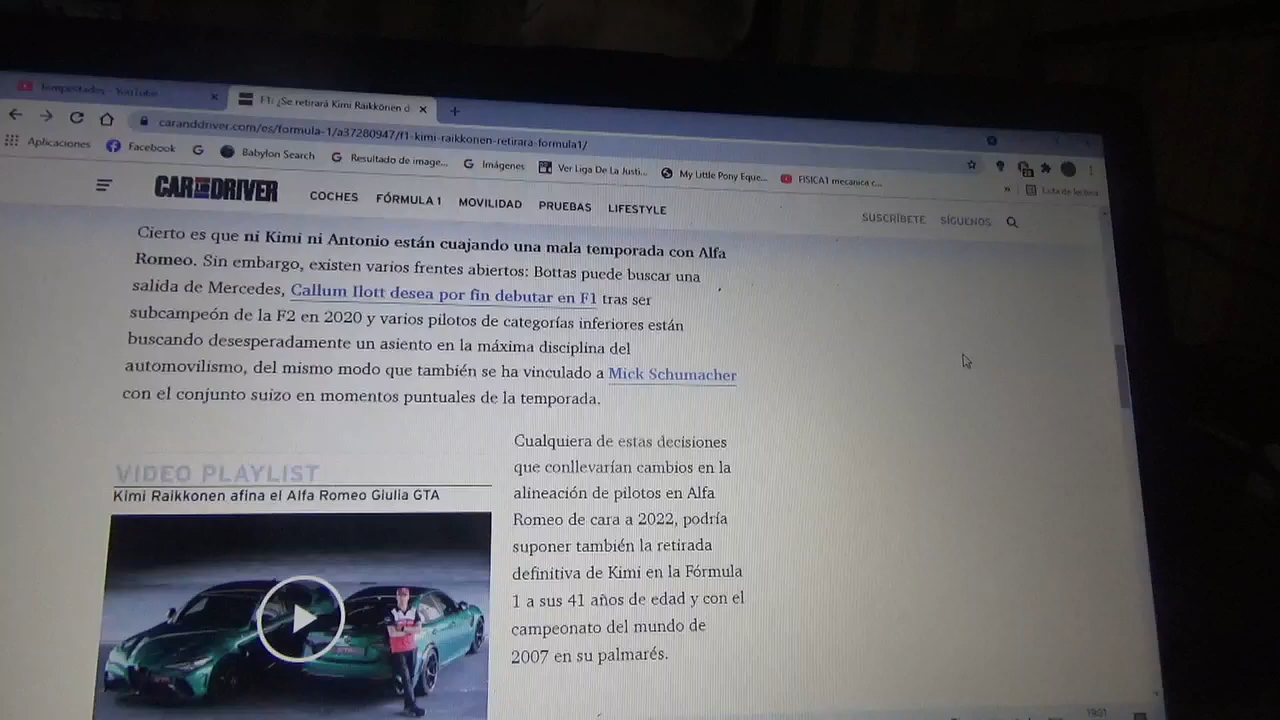 Tempestades - YouTube
F1: ¿Se retirará Kimi Raikkonen d
caranddriver.com/es/formula-1/a37280947/f1-kimi-raikkonen-retirara-formula1/
Aplicaciones Facebook Babylon Search Resultado de image... Imágenes Ver Liga De La Justi... My Little Pony Eque... FISICA1 mecanica c... » Lista de lectura
CAR AND DRIVER COCHES FÓRMULA 1 MOVILIDAD PRUEBAS LIFESTYLE SUSCRÍBETE SÍGUENOS
Cierto es que ni Kimi ni Antonio están cuajando una mala temporada con Alfa
Romeo. Sin embargo, existen varios frentes abiertos: Bottas puede buscar una
salida de Mercedes, Callum Ilott desea por fin debutar en F1 tras ser
subcampeón de la F2 en 2020 y varios pilotos de categorías inferiores están
buscando desesperadamente un asiento en la máxima disciplina del
automovilismo, del mismo modo que también se ha vinculado a Mick Schumacher
con el conjunto suizo en momentos puntuales de la temporada.
VIDEO PLAYLIST
Kimi Raikkonen afina el Alfa Romeo Giulia GTA
Cualquiera de estas decisiones
que conllevarían cambios en la
alineación de pilotos en Alfa
Romeo de cara a 2022, podría
suponer también la retirada
definitiva de Kimi en la Fórmula
1 a sus 41 años de edad y con el
campeonato del mundo de
2007 en su palmarés.
19:01